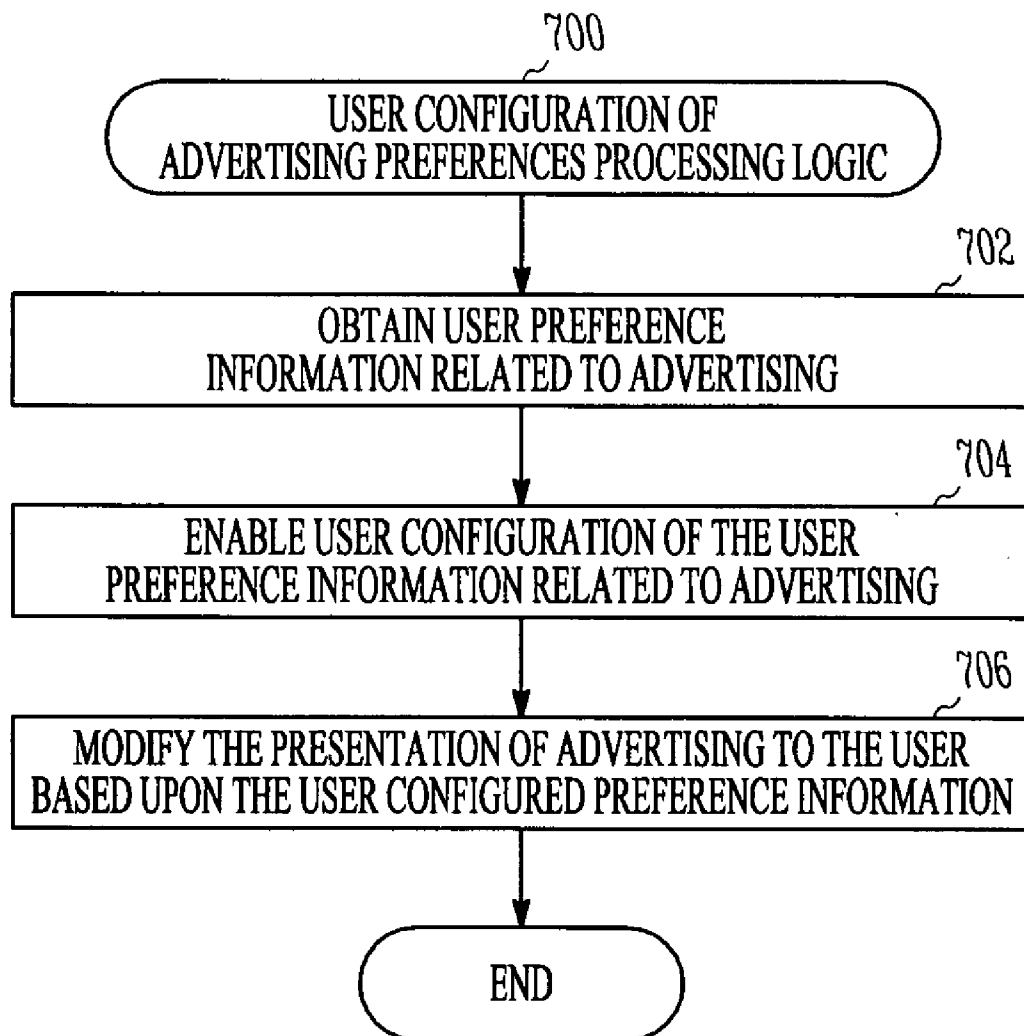 700
USER CONFIGURATION OF
ADVERTISING PREFERENCES PROCESSING LOGIC
702
OBTAIN USER PREFERENCE
INFORMATION RELATED TO ADVERTISING
704
ENABLE USER CONFIGURATION OF THE USER
PREFERENCE INFORMATION RELATED TO ADVERTISING
706
MODIFY THE PRESENTATION OF ADVERTISING TO THE USER
BASED UPON THE USER CONFIGURED PREFERENCE INFORMATION
END